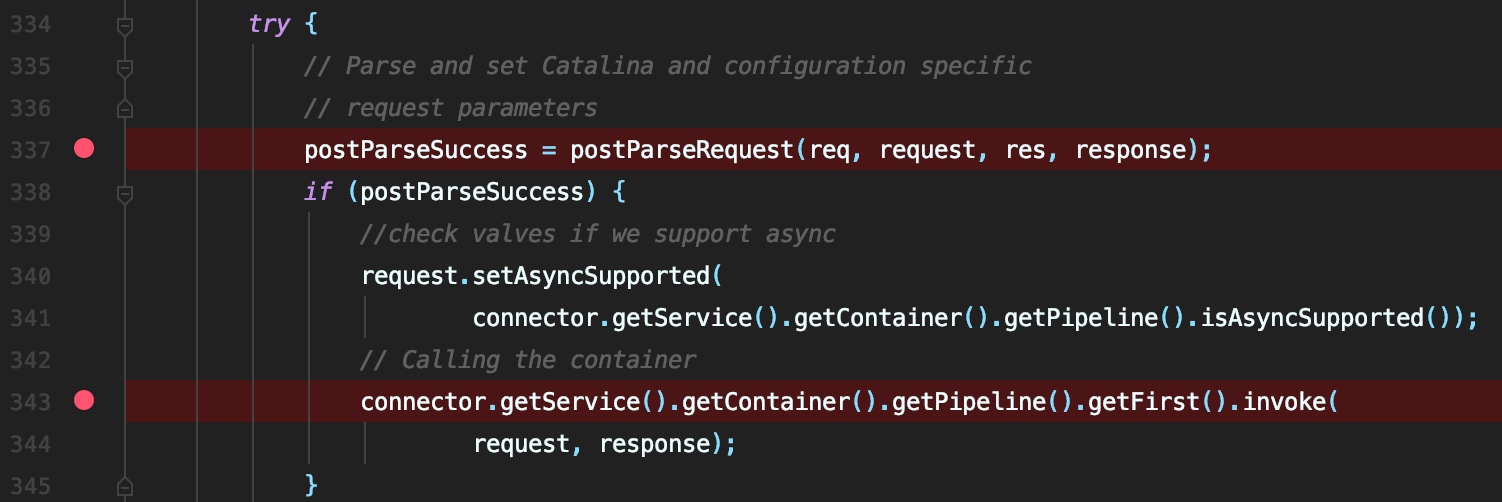 334 try {
335 // Parse and set Catalina and configuration specific
336 // request parameters
337 postParseSuccess = postParseRequest(req, request, res, response);
338 if (postParseSuccess) {
339 //check valves if we support async
340 request.setAsyncSupported(
341 connector.getService().getContainer().getPipeline().isAsyncSupported());
342 // Calling the container
343 connector.getService().getContainer().getPipeline().getFirst().invoke(
344 request, response);
345 }